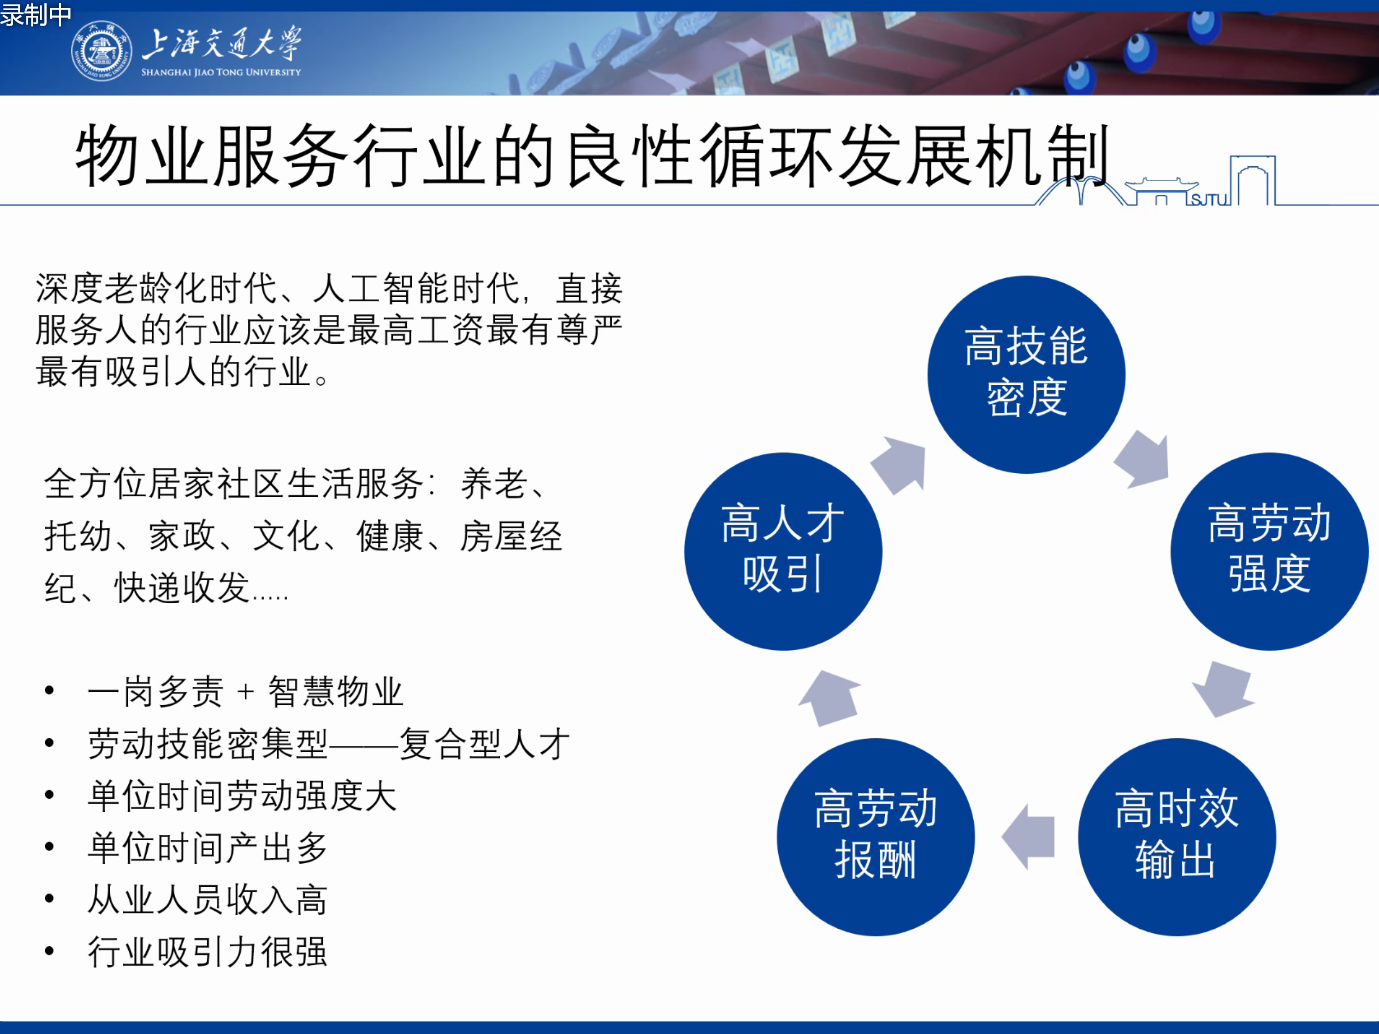 录制中
上海交通大学
SHANGHAI JIAO TONG UNIVERSITY
物业服务行业的良性循环发展机制
SJTU
深度老龄化时代、人工智能时代，直接
服务人的行业应该是最高工资最有尊严
最有吸引人的行业。
全方位居家社区生活服务：养老、
托幼、家政、文化、健康、房屋经
纪、快递收发.....
• 一岗多责 + 智慧物业
• 劳动技能密集型——复合型人才
• 单位时间劳动强度大
• 单位时间产出多
• 从业人员收入高
• 行业吸引力很强
高技能
密度
高劳动
强度
高时效
输出
高劳动
报酬
高人才
吸引